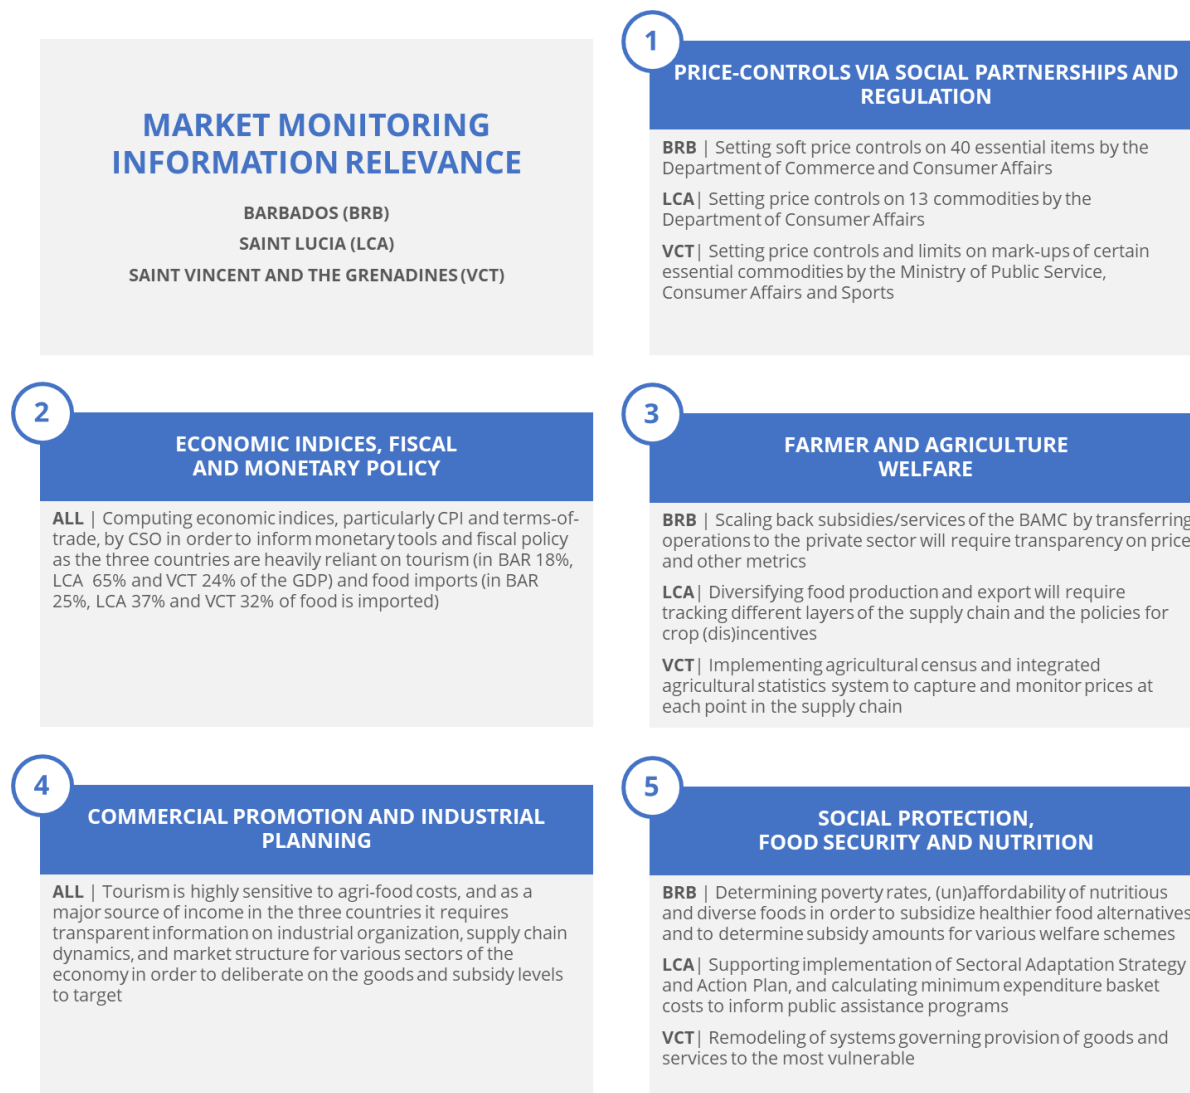 MARKET MONITORING
INFORMATION RELEVANCE
BARBADOS (BRB)
SAINT LUCIA (LCA)
SAINT VINCENT AND THE GRENADINES (VCT)
1
PRICE-CONTROLS VIA SOCIAL PARTNERSHIPS AND
REGULATION
BRB | Setting soft price controls on 40 essential items by the
Department of Commerce and Consumer Affairs
LCA| Setting price controls on 13 commodities by the
Department of Consumer Affairs
VCT| Setting price controls and limits on mark-ups of certain
essential commodities by the Ministry of Public Service,
Consumer Affairs and Sports
2
ECONOMIC INDICES, FISCAL
AND MONETARY POLICY
ALL | Computing economic indices, particularly CPI and terms-of-
trade, by CSO in order to inform monetary tools and fiscal policy
as the three countries are heavily reliant on tourism (in BAR 18%,
LCA 65% and VCT 24% of the GDP) and food imports (in BAR
25%, LCA 37% and VCT 32% of food is imported)
3
FARMER AND AGRICULTURE
WELFARE
BRB | Scaling back subsidies/services of the BAMC by transferring
operations to the private sector will require transparency on price
and other metrics
LCA| Diversifying food production and export will require
tracking different layers of the supply chain and the policies for
crop (dis)incentives
VCT| Implementing agricultural census and integrated
agricultural statistics system to capture and monitor prices at
each point in the supply chain
4
COMMERCIAL PROMOTION AND INDUSTRIAL
PLANNING
ALL | Tourism is highly sensitive to agri-food costs, and as a
major source of income in the three countries it requires
transparent information on industrial organization, supply chain
dynamics, and market structure for various sectors of the
economy in order to deliberate on the goods and subsidy levels
to target
5
SOCIAL PROTECTION,
FOOD SECURITY AND NUTRITION
BRB | Determining poverty rates, (un)affordability of nutritious
and diverse foods in order to subsidize healthier food alternatives
and to determine subsidy amounts for various welfare schemes
LCA| Supporting implementation of Sectoral Adaptation Strategy
and Action Plan, and calculating minimum expenditure basket
costs to inform public assistance programs
VCT| Remodeling of systems governing provision of goods and
services to the most vulnerable